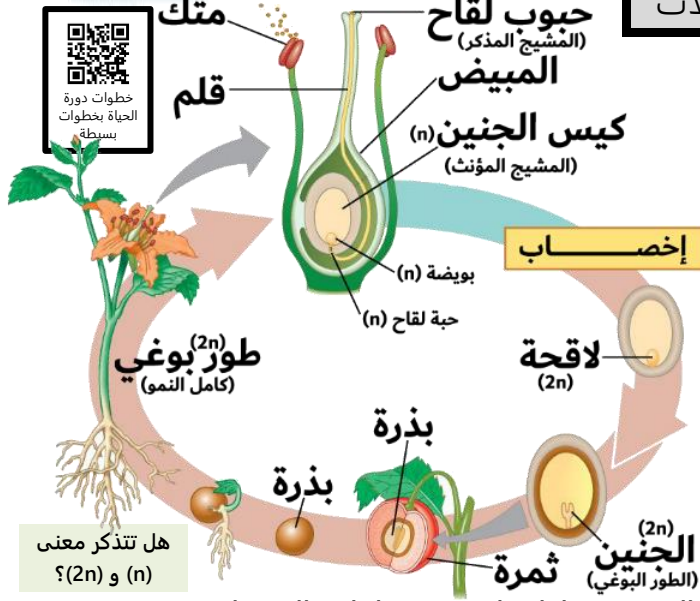 متك
حبوب لقاح
(المشيج المذكر)
المبيض
قلم
كيس الجنين (n)
(المشيج المؤنث)
خطوات دورة
الحياة بخطوات
بسيطة
إخصــــــاب
بويضة (n)
حبة لقاح (n)
لاقحة
(2n)
طور بوغي (2n)
(كامل النمو)
بذرة
بذرة
ثمرة
(2n)
الجنين
(الطور البوغي)
هل تتذكر معنى
(n) و (2n)؟